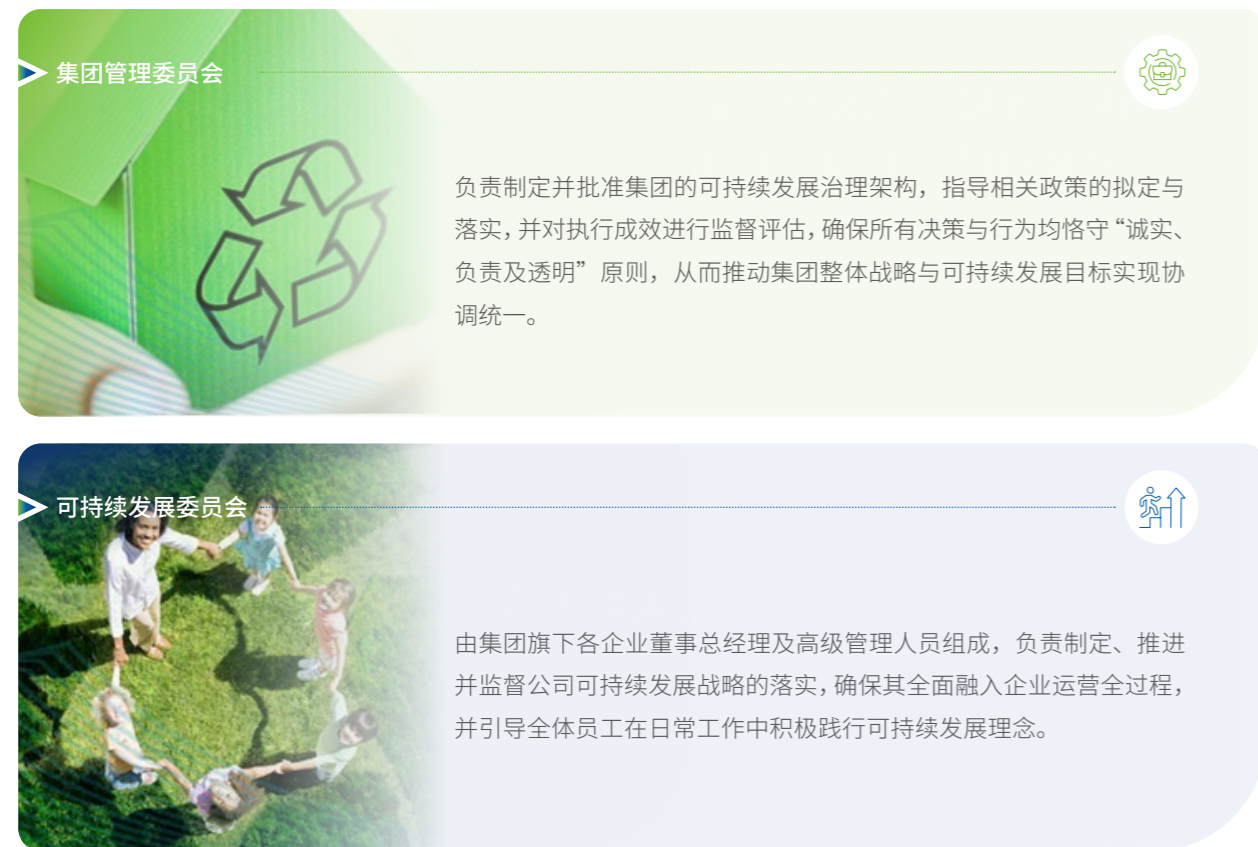 集团管理委员会
负责制定并批准集团的可持续发展治理架构，指导相关政策的拟定与
落实，并对执行成效进行监督评估，确保所有决策与行为均恪守“诚实、
负责及透明”原则，从而推动集团整体战略与可持续发展目标实现协
调统一。
可持续发展委员会
由集团旗下各企业董事总经理及高级管理人员组成，负责制定、推进
并监督公司可持续发展战略的落实，确保其全面融入企业运营全过程，
并引导全体员工在日常工作中积极践行可持续发展理念。